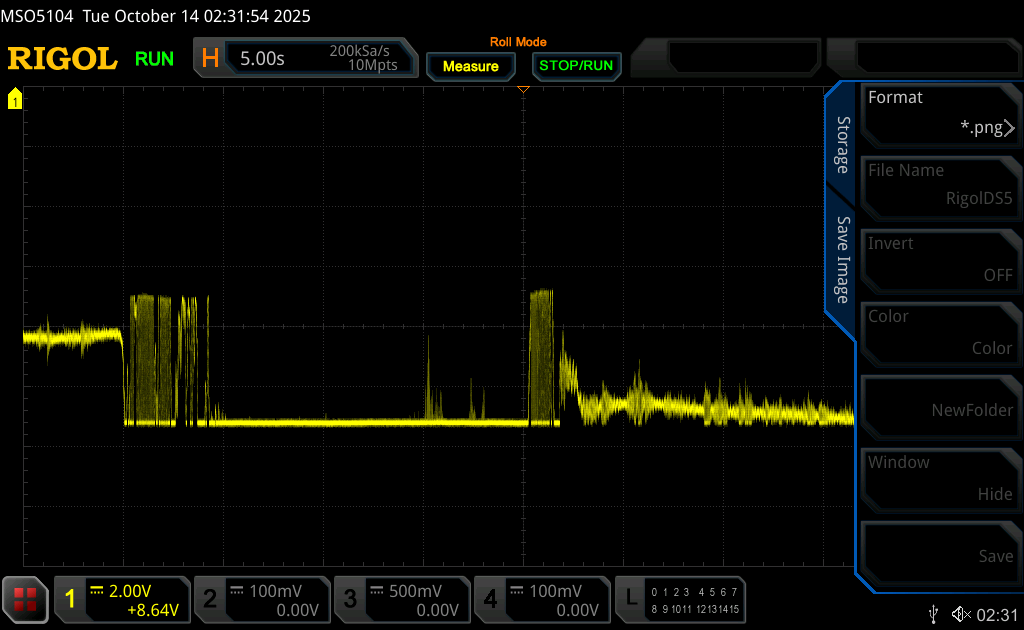 MSO5104 Tue October 14 02:31:54 2025
RIGOL RUN H 5.00s 200kSa/s 10Mpts Roll Mode Measure STOP/RUN
1
Storage
Save Image
Format
*.png
File Name
RigolDS5
Invert
OFF
Color
Color
NewFolder
Window
Hide
Save
1 2.00V +8.64V
2 100mV 0.00V
3 500mV 0.00V
4 100mV 0.00V
L 0 1 2 3 4 5 6 7
8 9 10 11 12 13 14 15
02:31